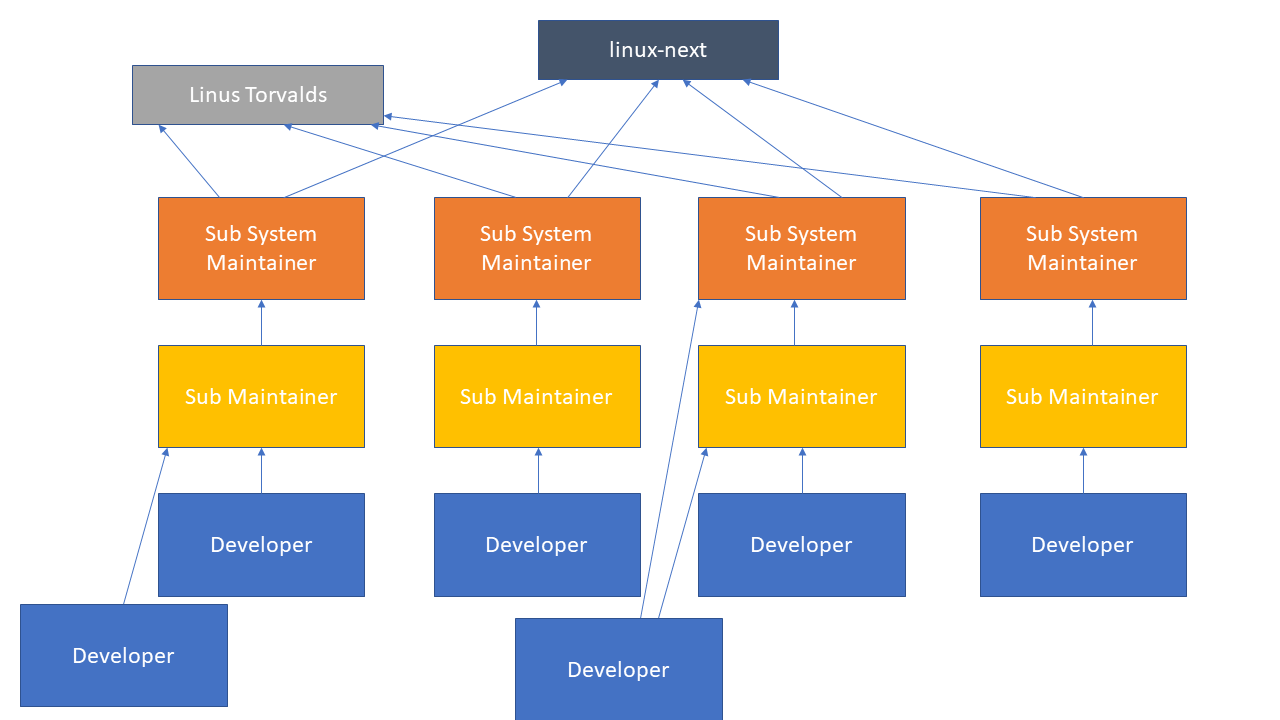 linux-next
Linus Torvalds
Sub System
Maintainer
Sub System
Maintainer
Sub System
Maintainer
Sub System
Maintainer
Sub Maintainer
Sub Maintainer
Sub Maintainer
Sub Maintainer
Developer
Developer
Developer
Developer
Developer
Developer